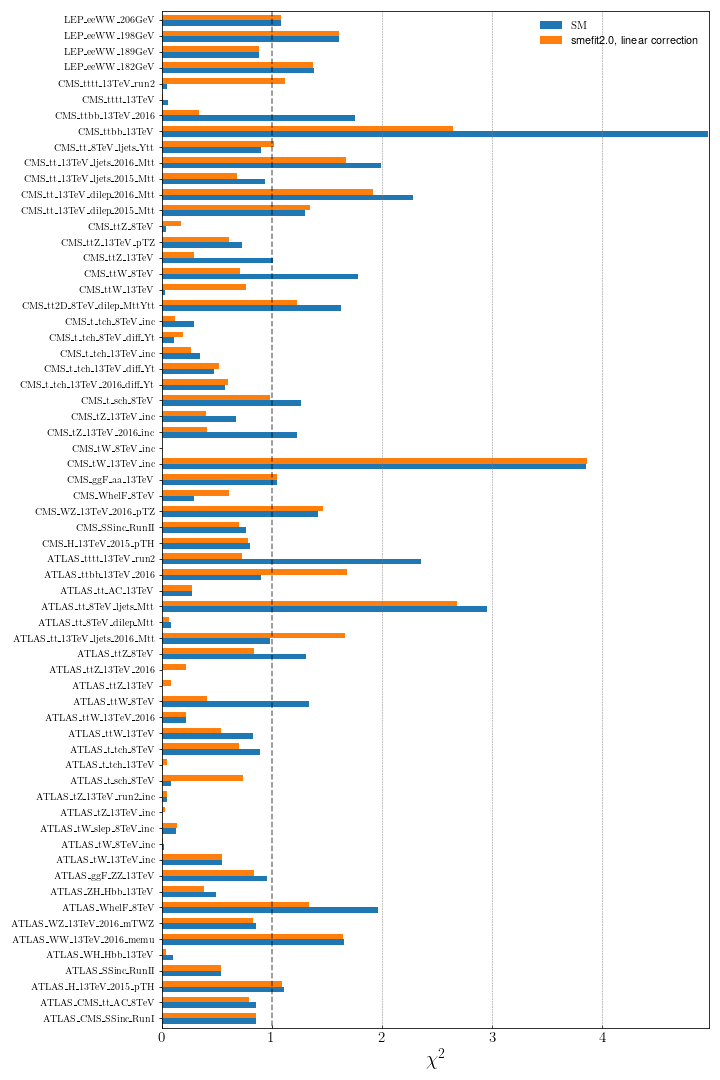 SM
smefit2.0, linear correction
LEP_eeWW_206GeV
LEP_eeWW_198GeV
LEP_eeWW_189GeV
LEP_eeWW_182GeV
CMS_tttt_13TeV_run2
CMS_tttt_13TeV
CMS_ttbb_13TeV_2016
CMS_ttbb_13TeV
CMS_tt_8TeV_ljets_Ytt
CMS_tt_13TeV_ljets_2016_Mtt
CMS_tt_13TeV_ljets_2015_Mtt
CMS_tt_13TeV_dilep_2016_Mtt
CMS_tt_13TeV_dilep_2015_Mtt
CMS_ttZ_8TeV
CMS_ttZ_13TeV_pTZ
CMS_ttZ_13TeV
CMS_ttW_8TeV
CMS_ttW_13TeV
CMS_tt2D_8TeV_dilep_MttYtt
CMS_t_tch_8TeV_inc
CMS_t_tch_8TeV_diff_Yt
CMS_t_tch_13TeV_inc
CMS_t_tch_13TeV_diff_Yt
CMS_t_tch_13TeV_2016_diff_Yt
CMS_t_sch_8TeV
CMS_tZ_13TeV_inc
CMS_tZ_13TeV_2016_inc
CMS_tW_8TeV_inc
CMS_tW_13TeV_inc
CMS_ggF_aa_13TeV
CMS_WhelF_8TeV
CMS_WZ_13TeV_2016_pTZ
CMS_SSinc_RunII
CMS_H_13TeV_2015_pTH
ATLAS_tttt_13TeV_run2
ATLAS_ttbb_13TeV_2016
ATLAS_tt_AC_13TeV
ATLAS_tt_8TeV_ljets_Mtt
ATLAS_tt_8TeV_dilep_Mtt
ATLAS_tt_13TeV_ljets_2016_Mtt
ATLAS_ttZ_8TeV
ATLAS_ttZ_13TeV_2016
ATLAS_ttZ_13TeV
ATLAS_ttW_8TeV
ATLAS_ttW_13TeV_2016
ATLAS_ttW_13TeV
ATLAS_t_tch_8TeV
ATLAS_t_tch_13TeV
ATLAS_t_sch_8TeV
ATLAS_tZ_13TeV_run2_inc
ATLAS_tZ_13TeV_inc
ATLAS_tW_slep_8TeV_inc
ATLAS_tW_8TeV_inc
ATLAS_tW_13TeV_inc
ATLAS_ggF_ZZ_13TeV
ATLAS_ZH_Hbb_13TeV
ATLAS_WhelF_8TeV
ATLAS_WZ_13TeV_2016_mTWZ
ATLAS_WW_13TeV_2016_memu
ATLAS_WH_Hbb_13TeV
ATLAS_SSinc_RunII
ATLAS_H_13TeV_2015_pTH
ATLAS_CMS_tt_AC_8TeV
ATLAS_CMS_SSinc_RunI
0 1 2 3 4
χ²